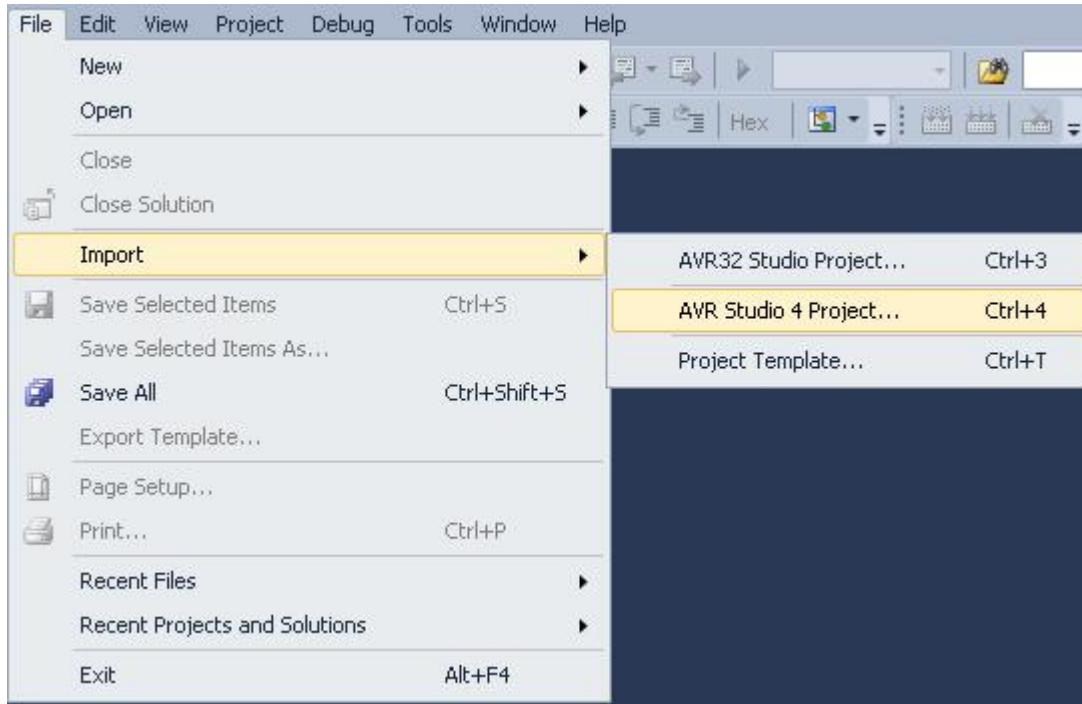 File Edit View Project Debug Tools Window Help
New
Open
Hex
Close
Close Solution
Import
AVR32 Studio Project... Ctrl+3
Save Selected Items Ctrl+S
AVR Studio 4 Project... Ctrl+4
Save Selected Items As...
Project Template... Ctrl+T
Save All Ctrl+Shift+S
Export Template...
Page Setup...
Print... Ctrl+P
Recent Files
Recent Projects and Solutions
Exit Alt+F4